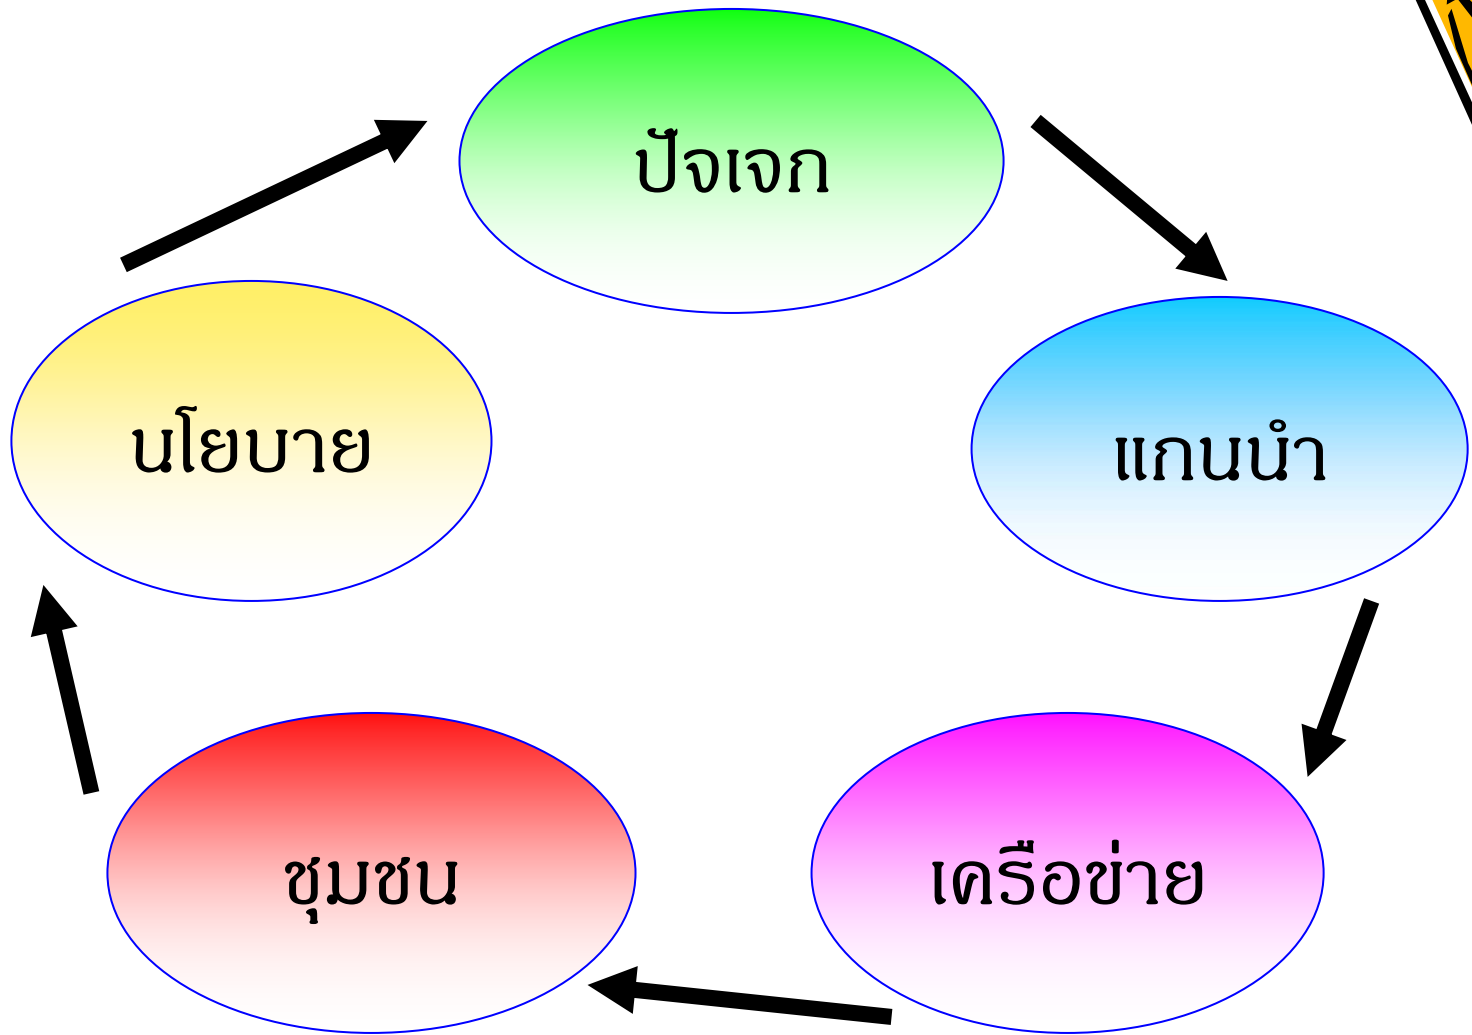 ปัจเจก
นโยบาย
แกนนำ
ชุมชน
เครือข่าย